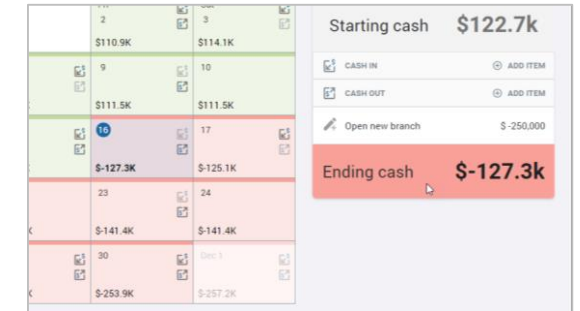 2
3
$110.9K
$114.1K
9
10
$111.5K
$111.5K
16
17
$-127.3K
$-125.1K
23
24
$-141.4K
$-141.4K
30
Dec 1
$-253.9K
$-257.2K
Starting cash $122.7k
CASH IN ADD ITEM
CASH OUT ADD ITEM
Open new branch $-250,000
Ending cash $-127.3k